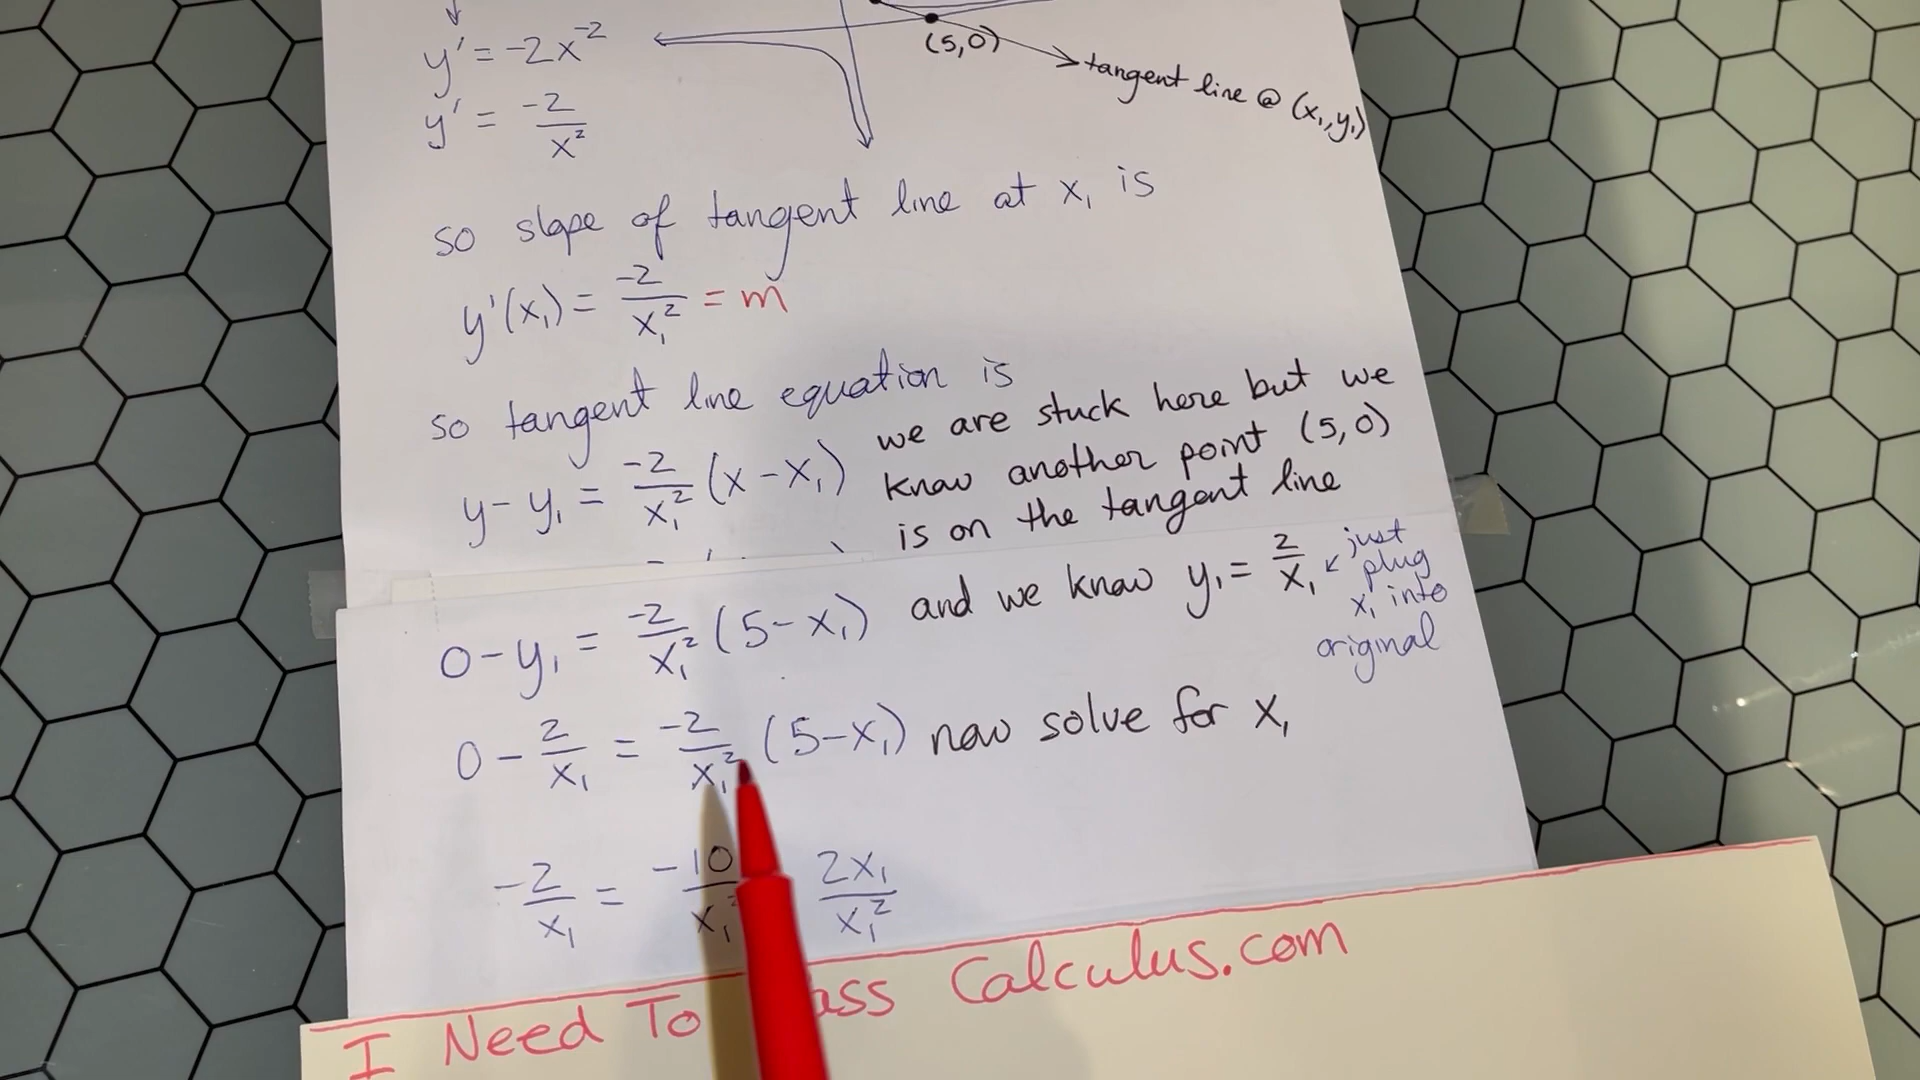 y' = -2x⁻²
(5,0)
tangent line @ (x₁,y₁)
y' = -2/x²
so slope of tangent line at x₁ is
y'(x₁) = -2/x₁² = m
so tangent line equation is
y - y₁ = -2/x₁² (x - x₁)
we are stuck here but we
know another point (5,0)
is on the tangent line
0 - y₁ = -2/x₁² (5 - x₁) and we know y₁ = 2/x₁
just
plug
x₁ into
original
0 - 2/x₁ = -2/x₁² (5 - x₁) now solve for x₁
-2/x₁ = -10/x₁² 2x₁/x₁²
I Need To ass Calculus.com